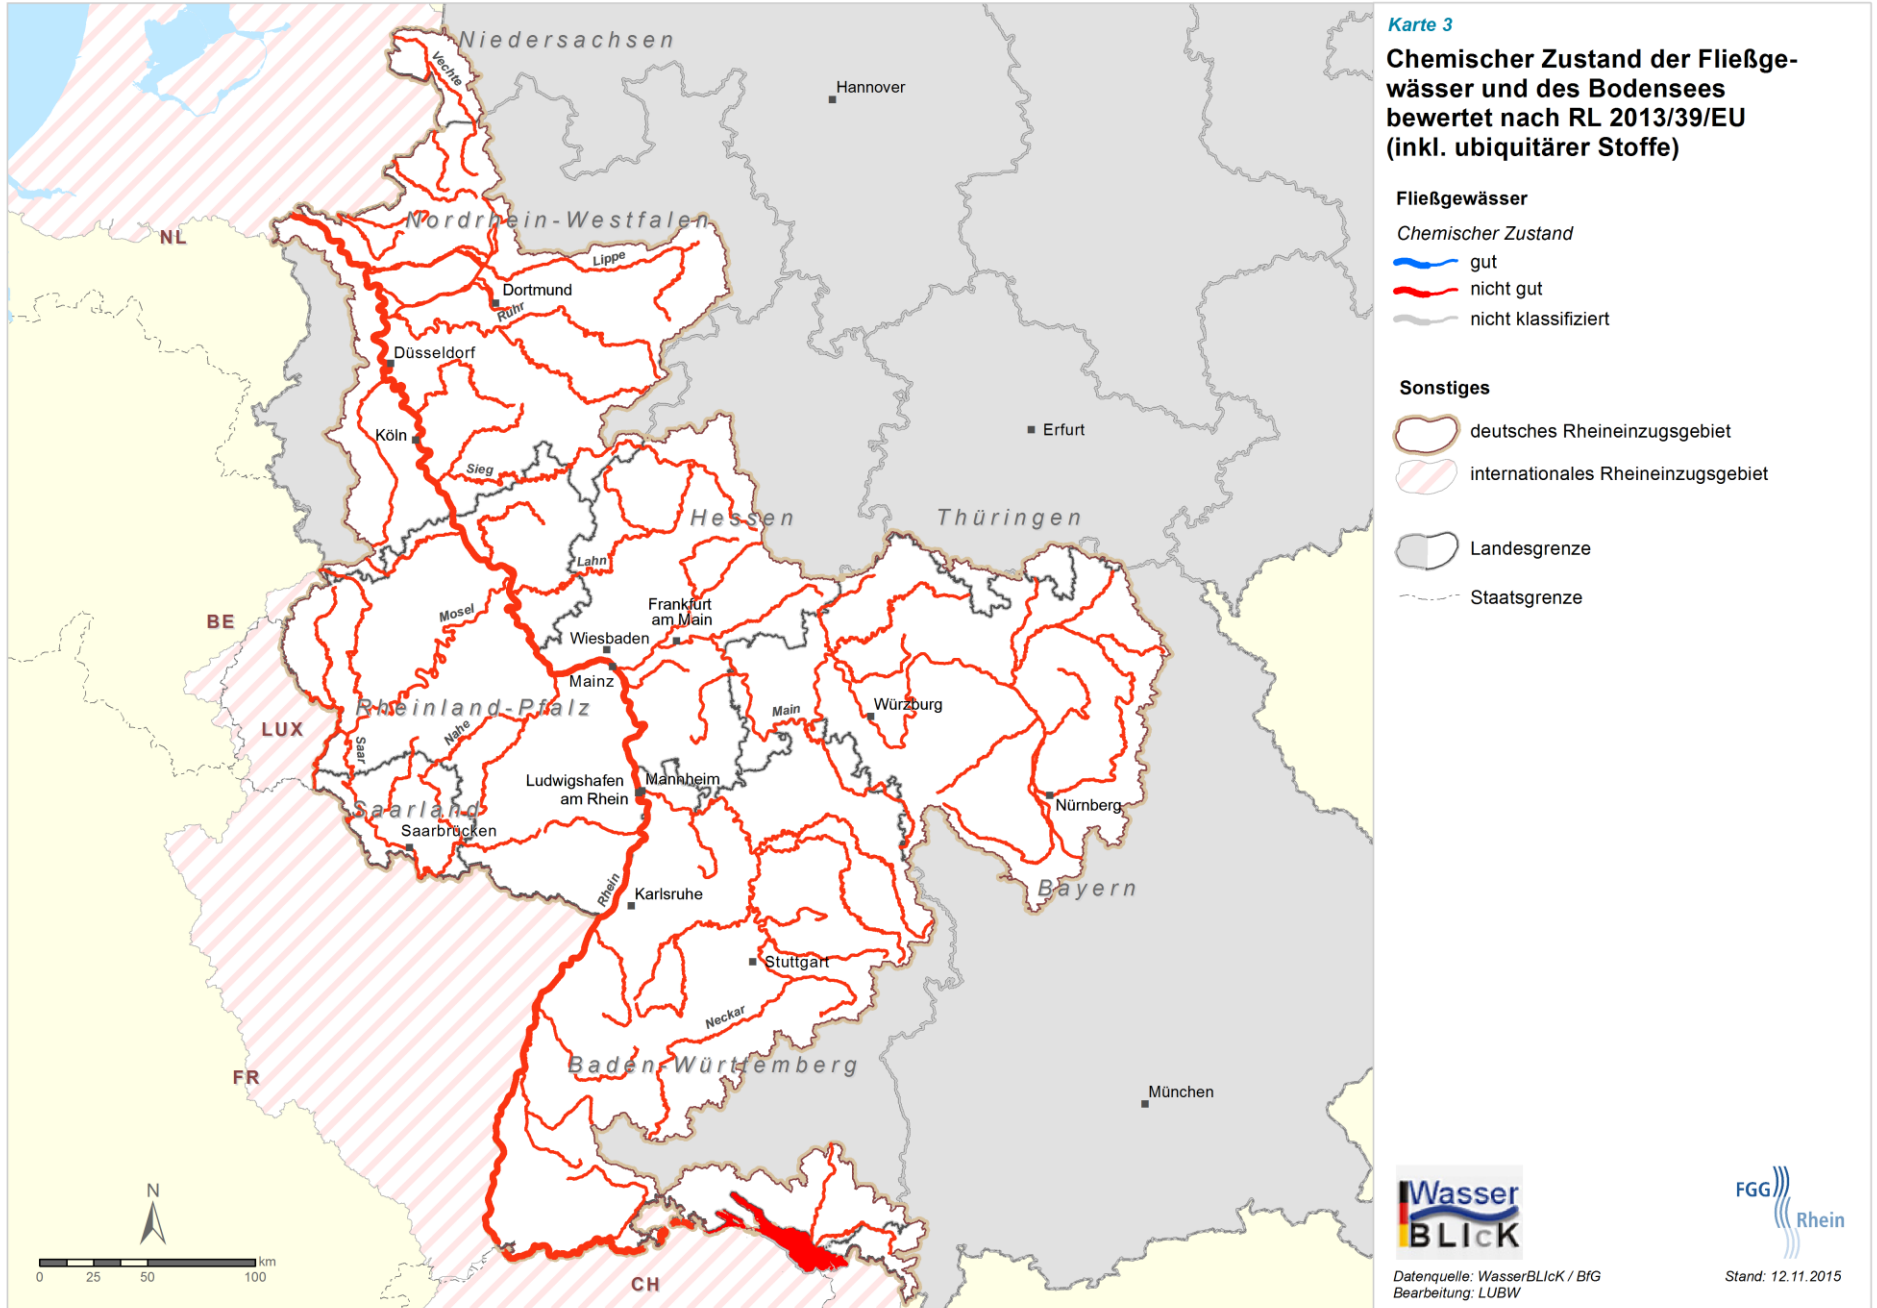 Karte 3
Chemischer Zustand der Fließge-
wässer und des Bodensees
bewertet nach RL 2013/39/EU
(inkl. ubiquitärer Stoffe)
Fließgewässer
Chemischer Zustand
gut
nicht gut
nicht klassifiziert
Sonstiges
deutsches Rheineinzugsgebiet
internationales Rheineinzugsgebiet
Landesgrenze
Staatsgrenze
Niedersachsen
Vechte
Hannover
Nordrhein-Westfalen
NL
Lippe
Dortmund
Ruhr
Düsseldorf
Köln
Erfurt
Sieg
Hessen
Thüringen
Lahn
Mosel
Frankfurt
am Main
BE
Wiesbaden
Mainz
Rheinland-Pfalz
Würzburg
Main
LUX
Saar
Nahe
Ludwigshafen
am Rhein
Mannheim
Saarland
Saarbrücken
Nürnberg
Rhein
Karlsruhe
Bayern
Stuttgart
Neckar
Baden-Württemberg
FR
München
N
km
0 25 50 100
CH
Wasser
BLIcK
FGG
Rhein
Datenquelle: WasserBLIcK / BfG
Bearbeitung: LUBW
Stand: 12.11.2015